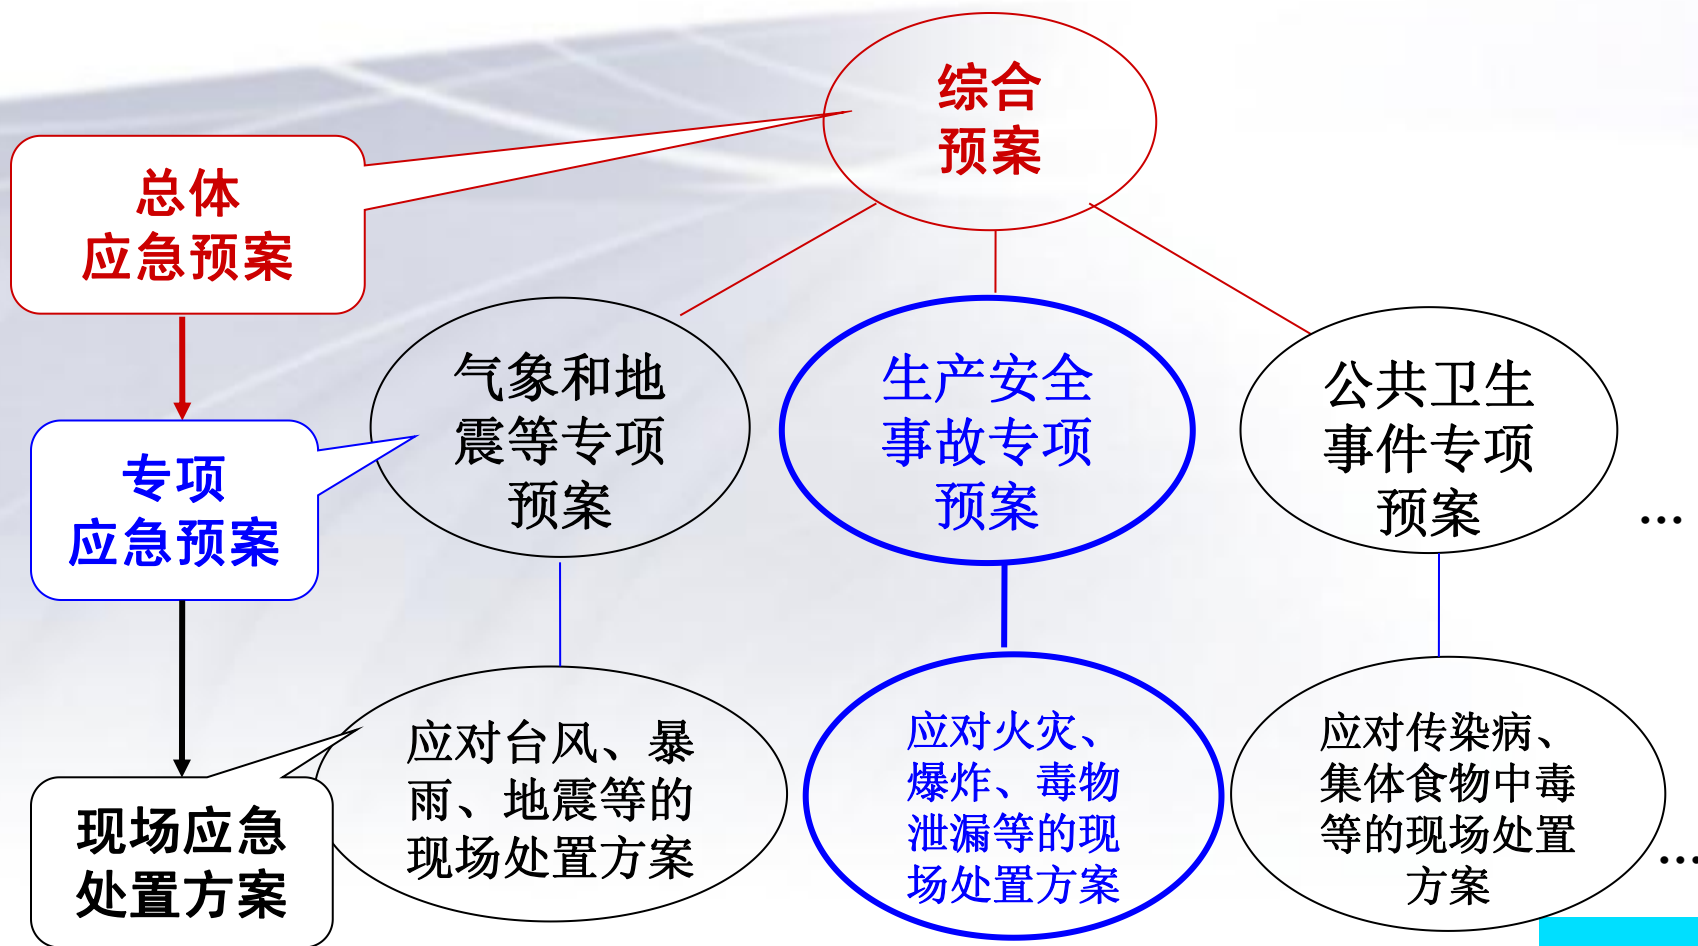 综合
预案
总体
应急预案
气象和地
震等专项
预案
生产安全
事故专项
预案
公共卫生
事件专项
预案
...
专项
应急预案
应对台风、暴
雨、地震等的
现场处置方案
应对火灾、
爆炸、毒物
泄漏等的现
场处置方案
应对传染病、
集体食物中毒
等的现场处置
方案
...
现场应急
处置方案